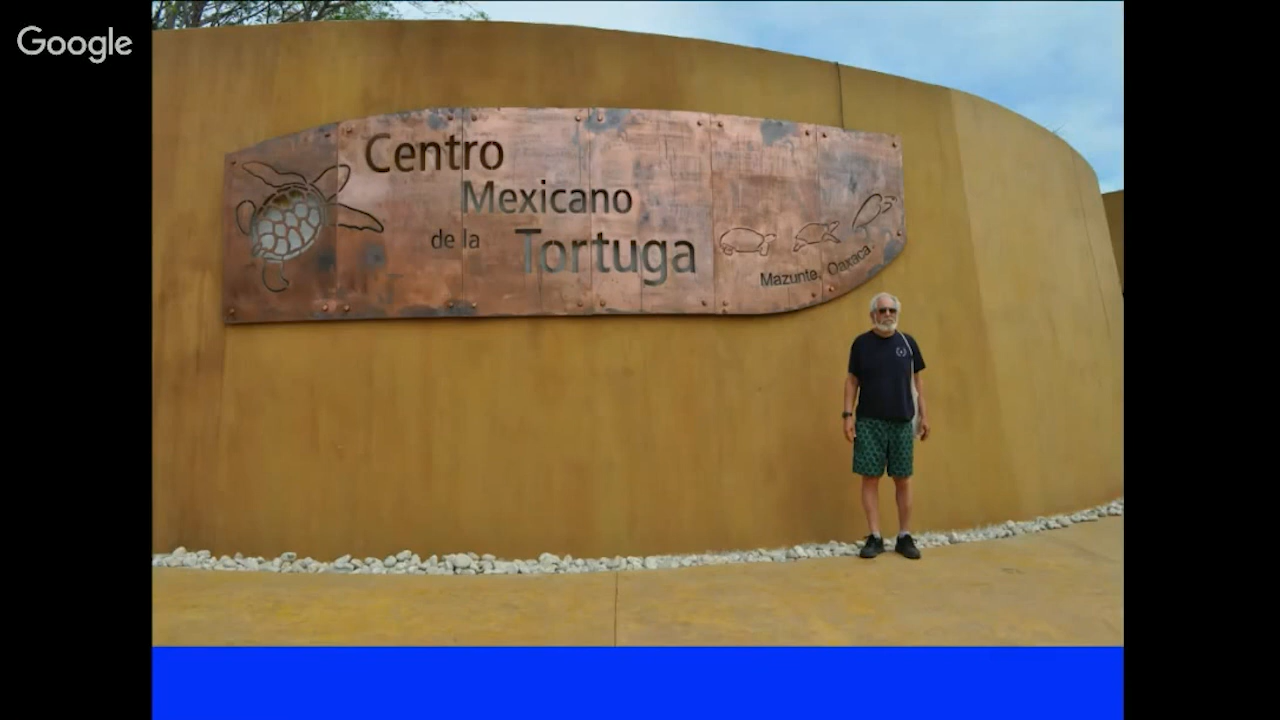 Google
Centro
Mexicano
de la Tortuga
Mazunte, Oaxaca.